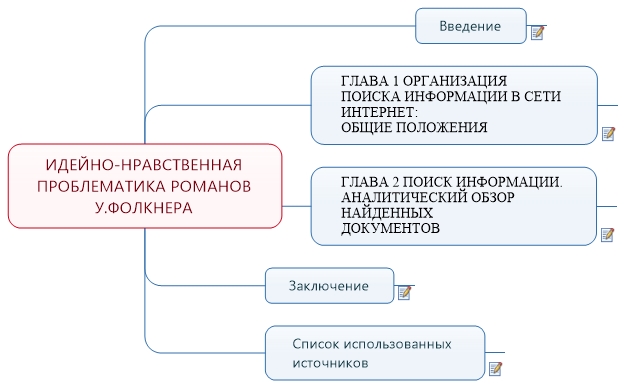 Введение
ГЛАВА 1 ОРГАНИЗАЦИЯ
ПОИСКА ИНФОРМАЦИИ В СЕТИ
ИНТЕРНЕТ:
ОБЩИЕ ПОЛОЖЕНИЯ
ИДЕЙНО-НРАВСТВЕННАЯ
ПРОБЛЕМАТИКА РОМАНОВ
У.ФОЛКНЕРА
ГЛАВА 2 ПОИСК ИНФОРМАЦИИ.
АНАЛИТИЧЕСКИЙ ОБЗОР
НАЙДЕННЫХ
ДОКУМЕНТОВ
Заключение
Список использованных
источников